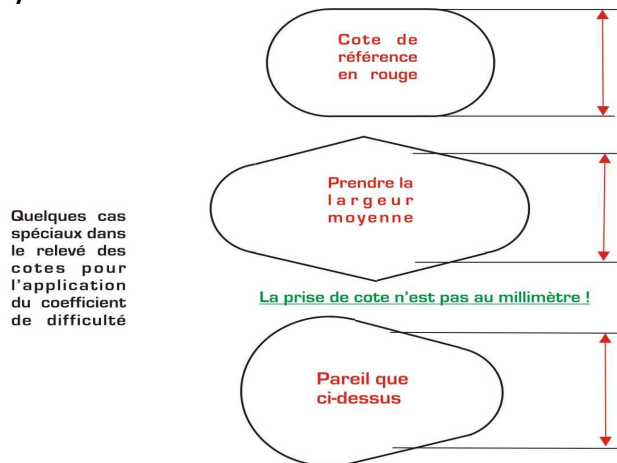 Cote de
référence
en rouge
Prendre la
largeur
moyenne
Quelques cas
spéciaux dans
le relevé des
cotes pour
l'application
du coefficient
de difficulté
La prise de cote n'est pas au millimètre !
Pareil que
ci-dessus